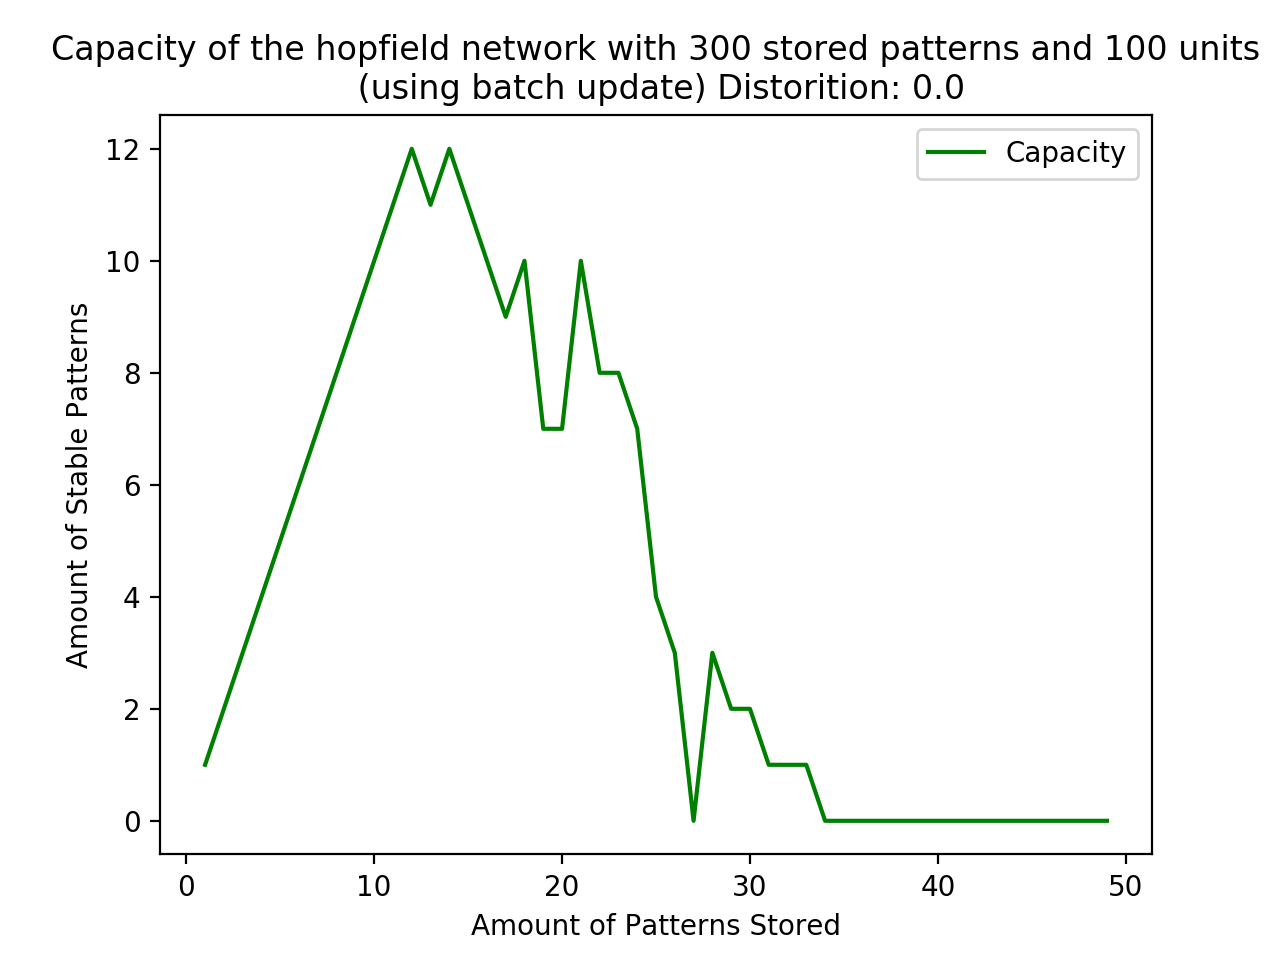 Capacity of the hopfield network with 300 stored patterns and 100 units
(using batch update) Distorition: 0.0
Capacity
12
10
8
6
4
2
0
Amount of Stable Patterns
0 10 20 30 40 50
Amount of Patterns Stored